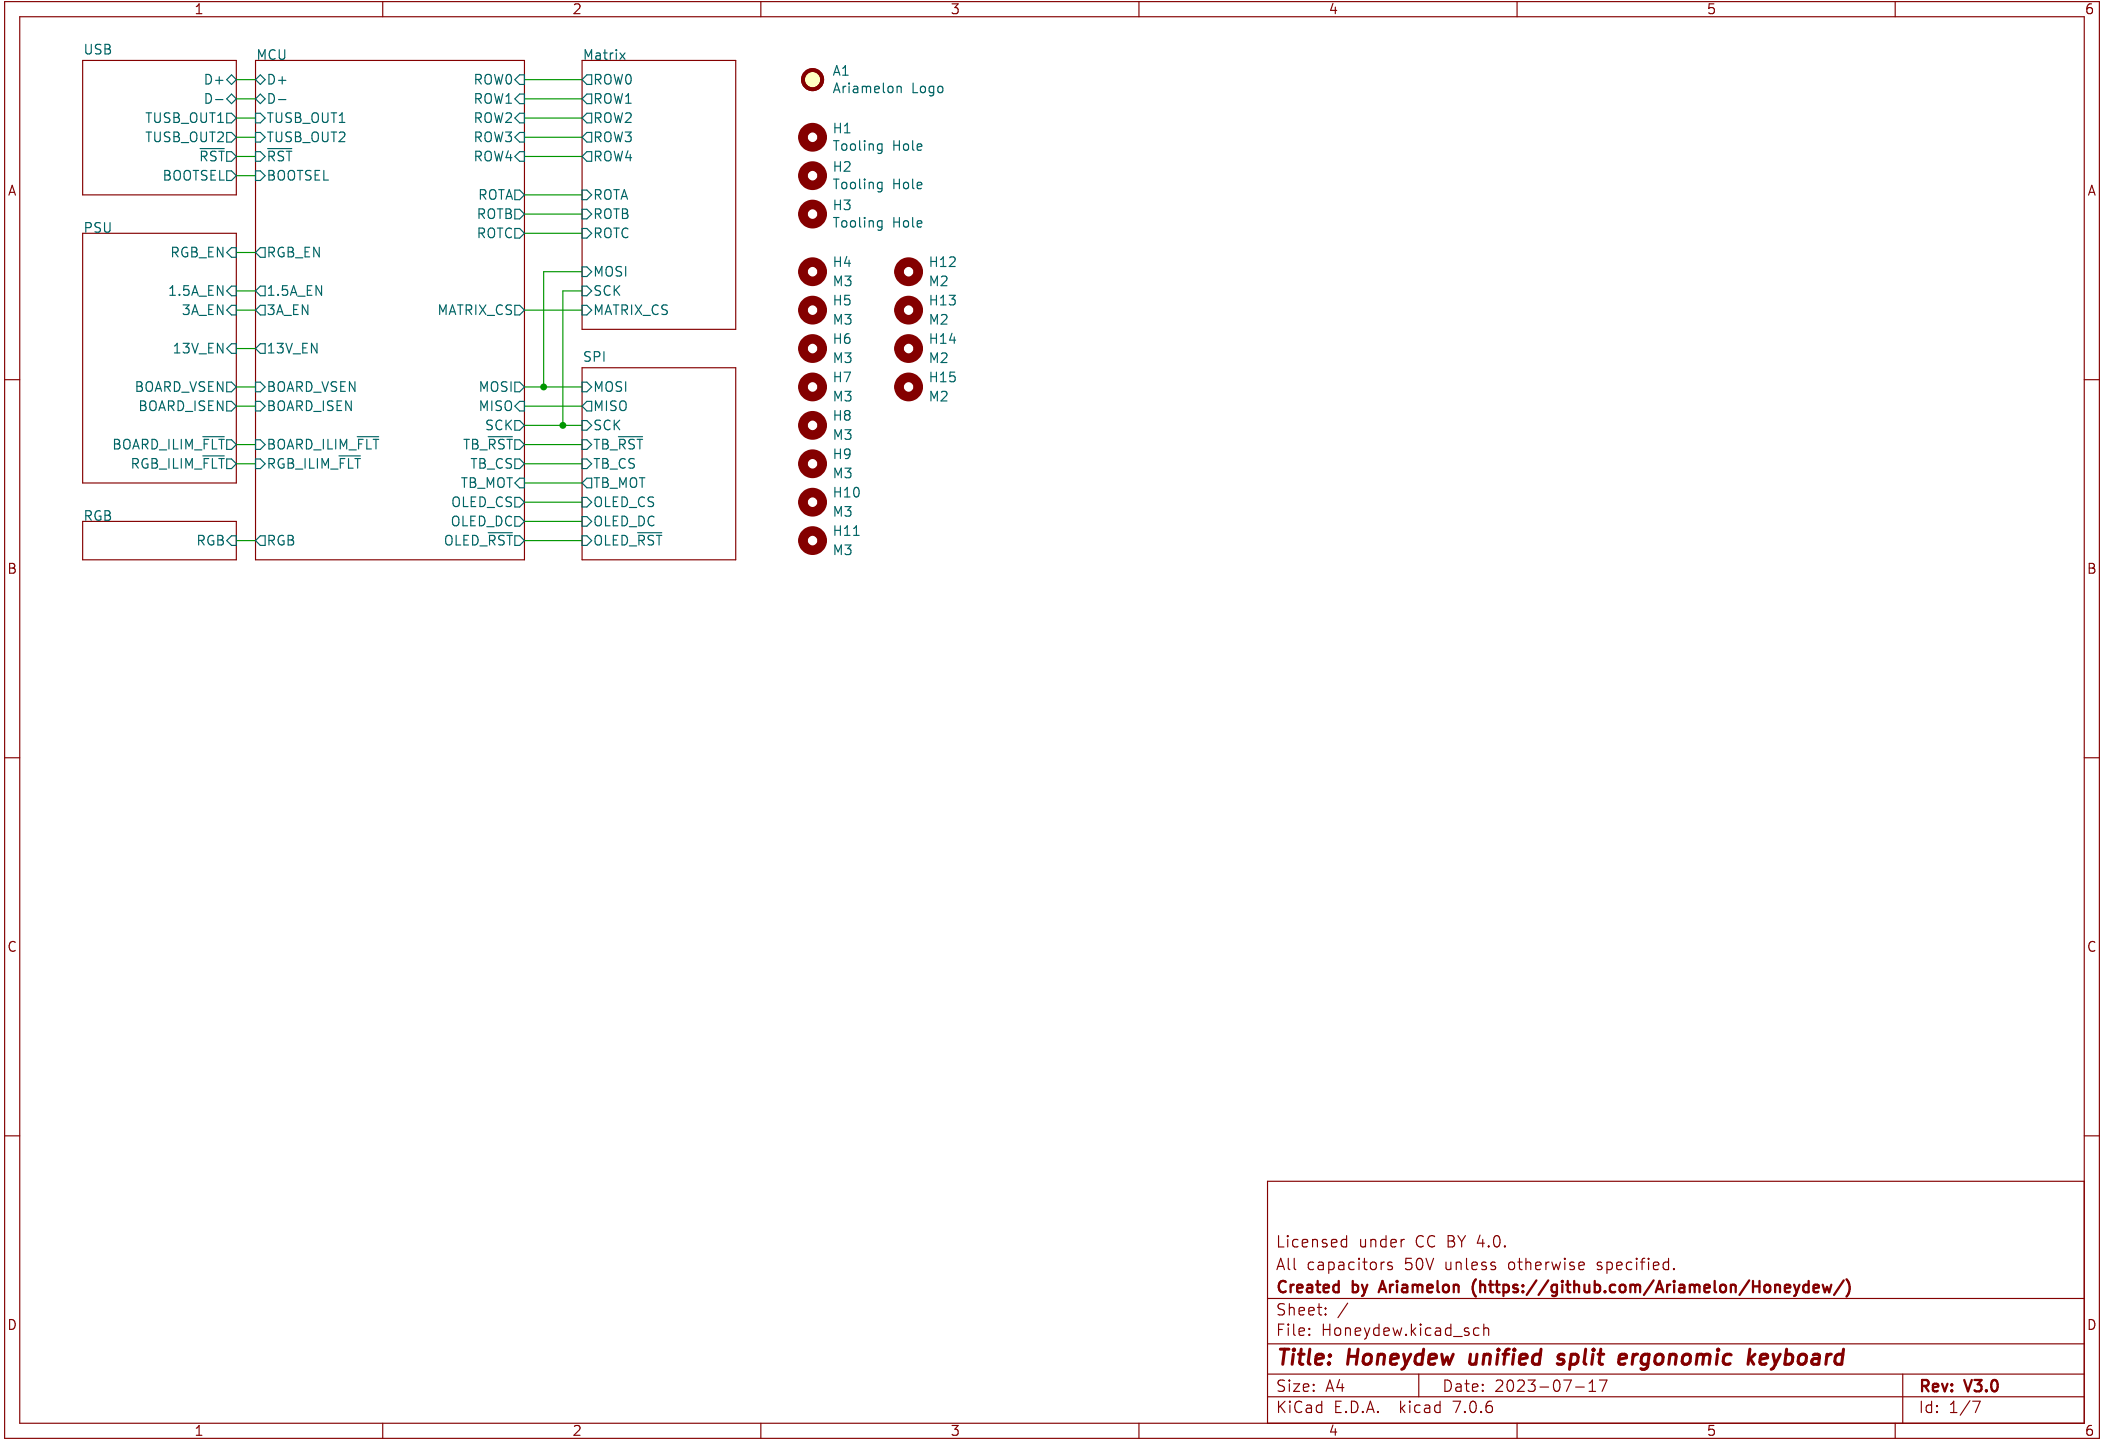 1 2 3 4 5 6
USB
D+
D-
TUSB_OUT1
TUSB_OUT2
RST
BOOTSEL
PSU
RGB_EN
1.5A_EN
3A_EN
13V_EN
BOARD_VSEN
BOARD_ISEN
BOARD_ILIM_FLT
RGB_ILIM_FLT
RGB
RGB
MCU
D+
D-
TUSB_OUT1
TUSB_OUT2
RST
BOOTSEL
RGB_EN
1.5A_EN
3A_EN
13V_EN
BOARD_VSEN
BOARD_ISEN
BOARD_ILIM_FLT
RGB_ILIM_FLT
RGB
ROW0
ROW1
ROW2
ROW3
ROW4
ROTA
ROTB
ROTC
MATRIX_CS
MOSI
MISO
SCK
TB_RST
TB_CS
TB_MOT
OLED_CS
OLED_DC
OLED_RST
Matrix
ROW0
ROW1
ROW2
ROW3
ROW4
ROTA
ROTB
ROTC
MOSI
SCK
MATRIX_CS
SPI
MOSI
MISO
SCK
TB_RST
TB_CS
TB_MOT
OLED_CS
OLED_DC
OLED_RST
A1
Ariamelon Logo
H1
Tooling Hole
H2
Tooling Hole
H3
Tooling Hole
H4
M3
H5
M3
H6
M3
H7
M3
H8
M3
H9
M3
H10
M3
H11
M3
H12
M2
H13
M2
H14
M2
H15
M2
A A
B B
C C
D D
Licensed under CC BY 4.0.
All capacitors 50V unless otherwise specified.
Created by Ariamelon (https://github.com/Ariamelon/Honeydew/)
Sheet: /
File: Honeydew.kicad_sch
Title: Honeydew unified split ergonomic keyboard
Size: A4 Date: 2023-07-17 Rev: V3.0
KiCad E.D.A. kicad 7.0.6 Id: 1/7
1 2 3 4 5 6